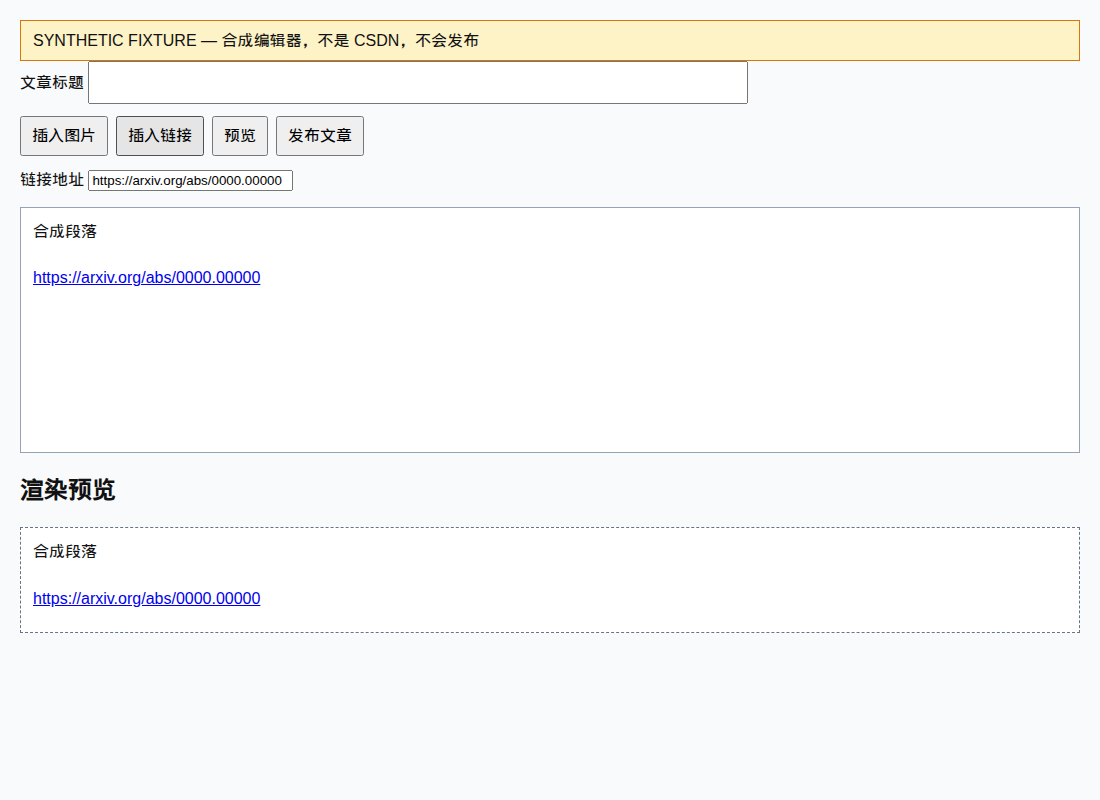 SYNTHETIC FIXTURE — 合成编辑器，不是 CSDN，不会发布
文章标题
插入图片 插入链接 预览 发布文章
链接地址 https://arxiv.org/abs/0000.00000
合成段落
https://arxiv.org/abs/0000.00000
渲染预览
合成段落
https://arxiv.org/abs/0000.00000